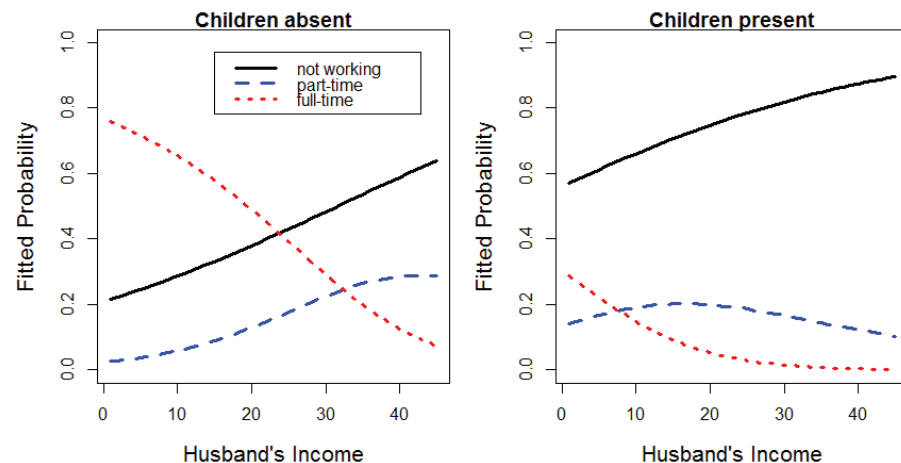 Children absent
Fitted Probability
1.0
0.8
0.6
0.4
0.2
0.0
not working
part-time
full-time
0 10 20 30 40
Husband's Income
Children present
Fitted Probability
1.0
0.8
0.6
0.4
0.2
0.0
0 10 20 30 40
Husband's Income